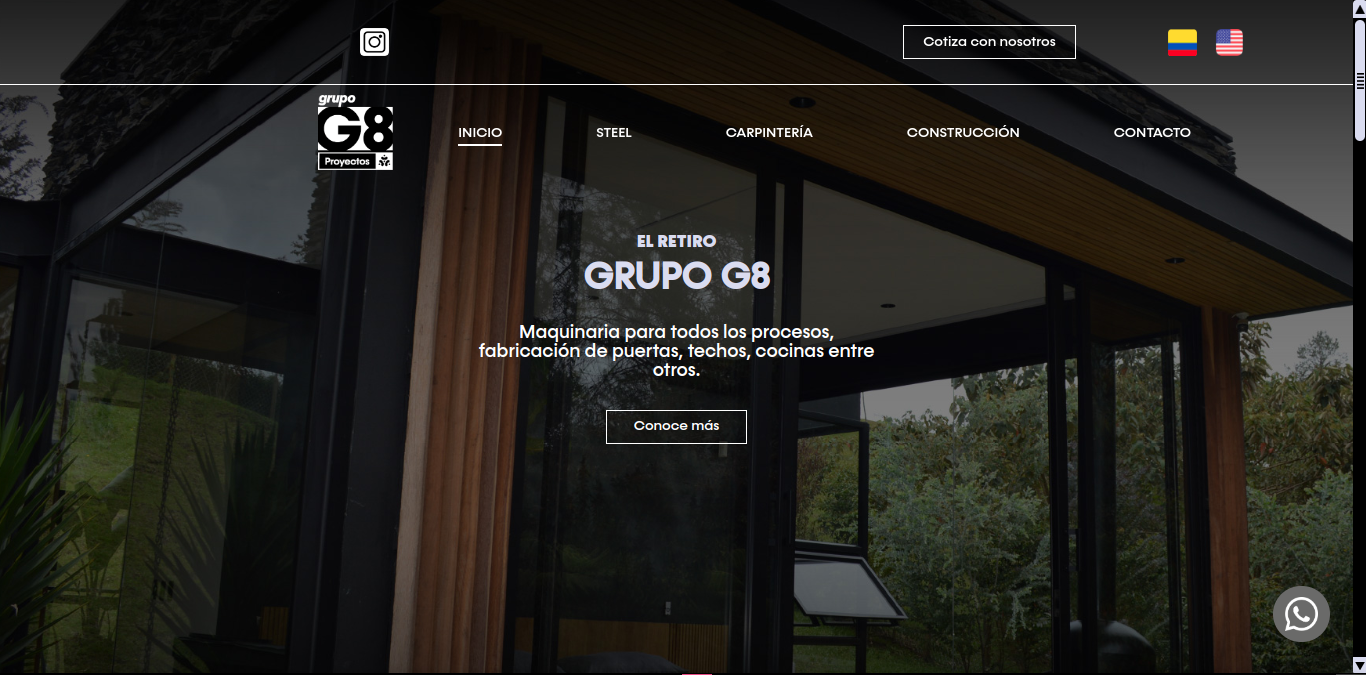 Cotiza con nosotros
grupo
G8
Proyectos
INICIO STEEL CARPINTERÍA CONSTRUCCIÓN CONTACTO
EL RETIRO
GRUPO G8
Maquinaria para todos los procesos,
fabricación de puertas, techos, cocinas entre
otros.
Conoce más